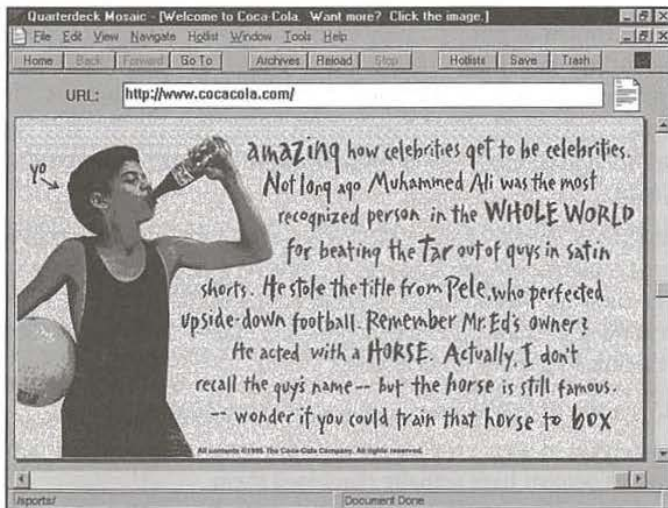 Quarterdeck Mosaic - [Welcome to Coca-Cola. Want more? Click the image.]
File Edit View Navigate Hotlist Window Tools Help
Home Back Forward Go To Archives Reload Stop Hotlists Save Trash
URL: http://www.cocacola.com/
yo
amazing how celebrities get to be celebrities.
Not long ago Muhammed Ali was the most
recognized person in the WHOLE WORLD
for beating the Tar out of guys in satin
shorts. He stole the title from Pele, who perfected
upside-down football. Remember Mr. Ed's owner?
He acted with a HORSE. Actually, I don't
recall the guy's name -- but the horse is still famous.
-- wonder if you could train that horse to box
All contents ©1995 The Coca-Cola Company. All rights reserved.
/sports/ Document Done